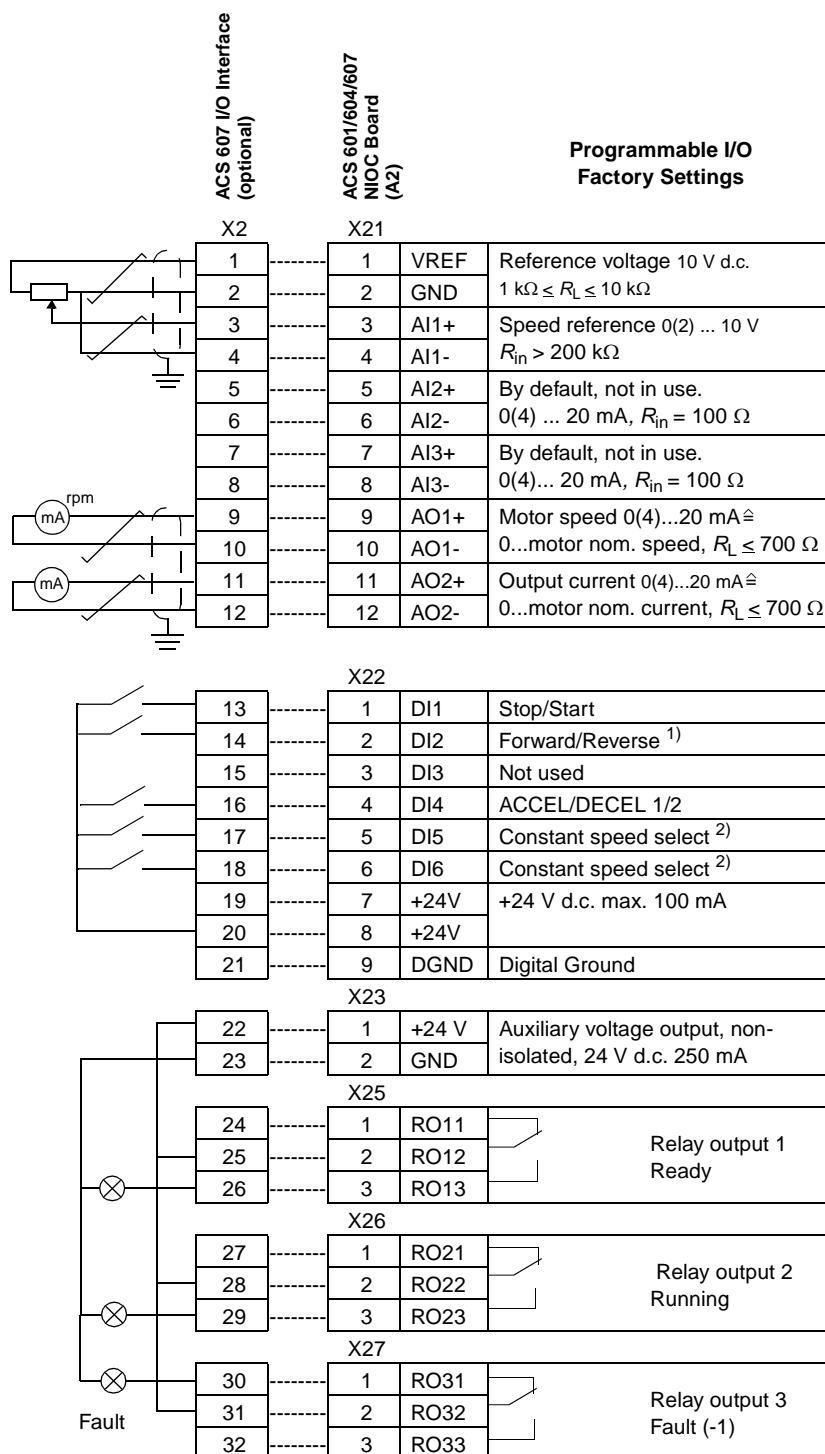 ACS 607 I/O Interface
(optional)
ACS 601/604/607
NIOC Board
(A2)
Programmable I/O
Factory Settings
X2 X21
1 1 VREF Reference voltage 10 V d.c.
2 2 GND 1 kΩ ≤ RL ≤ 10 kΩ
3 3 AI1+ Speed reference 0(2) ... 10 V
4 4 AI1- Rin > 200 kΩ
5 5 AI2+ By default, not in use.
6 6 AI2- 0(4) ... 20 mA, Rin = 100 Ω
7 7 AI3+ By default, not in use.
8 8 AI3- 0(4)... 20 mA, Rin = 100 Ω
rpm
mA 9 9 AO1+ Motor speed 0(4)...20 mA ≙
10 10 AO1- 0...motor nom. speed, RL ≤ 700 Ω
mA 11 11 AO2+ Output current 0(4)...20 mA ≙
12 12 AO2- 0...motor nom. current, RL ≤ 700 Ω
X22
13 1 DI1 Stop/Start
14 2 DI2 Forward/Reverse 1)
15 3 DI3 Not used
16 4 DI4 ACCEL/DECEL 1/2
17 5 DI5 Constant speed select 2)
18 6 DI6 Constant speed select 2)
19 7 +24V +24 V d.c. max. 100 mA
20 8 +24V
21 9 DGND Digital Ground
X23
22 1 +24 V Auxiliary voltage output, non-
23 2 GND isolated, 24 V d.c. 250 mA
X25
24 1 RO11
25 2 RO12 Relay output 1
26 3 RO13 Ready
X26
27 1 RO21
28 2 RO22 Relay output 2
29 3 RO23 Running
X27
30 1 RO31
31 2 RO32 Relay output 3
Fault
32 3 RO33 Fault (-1)